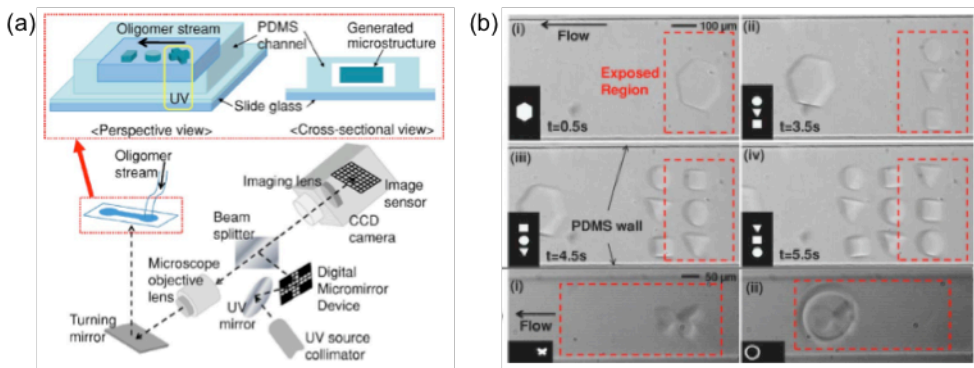 (a)
Oligomer stream
PDMS
channel
Generated
microstructure
UV
Slide glass
<Perspective view>
<Cross-sectional view>
Oligomer
stream
Imaging lens
Image
sensor
CCD
camera
Beam
splitter
Microscope
objective
lens
Digital
Micromirror
Device
UV
mirror
Turning
mirror
UV source
collimator
(b)
(i)
Flow
100 μm
Exposed
Region
t=0.5s
(ii)
t=3.5s
(iii)
t=4.5s
PDMS wall
(iv)
t=5.5s
(i)
50 μm
Flow
(ii)